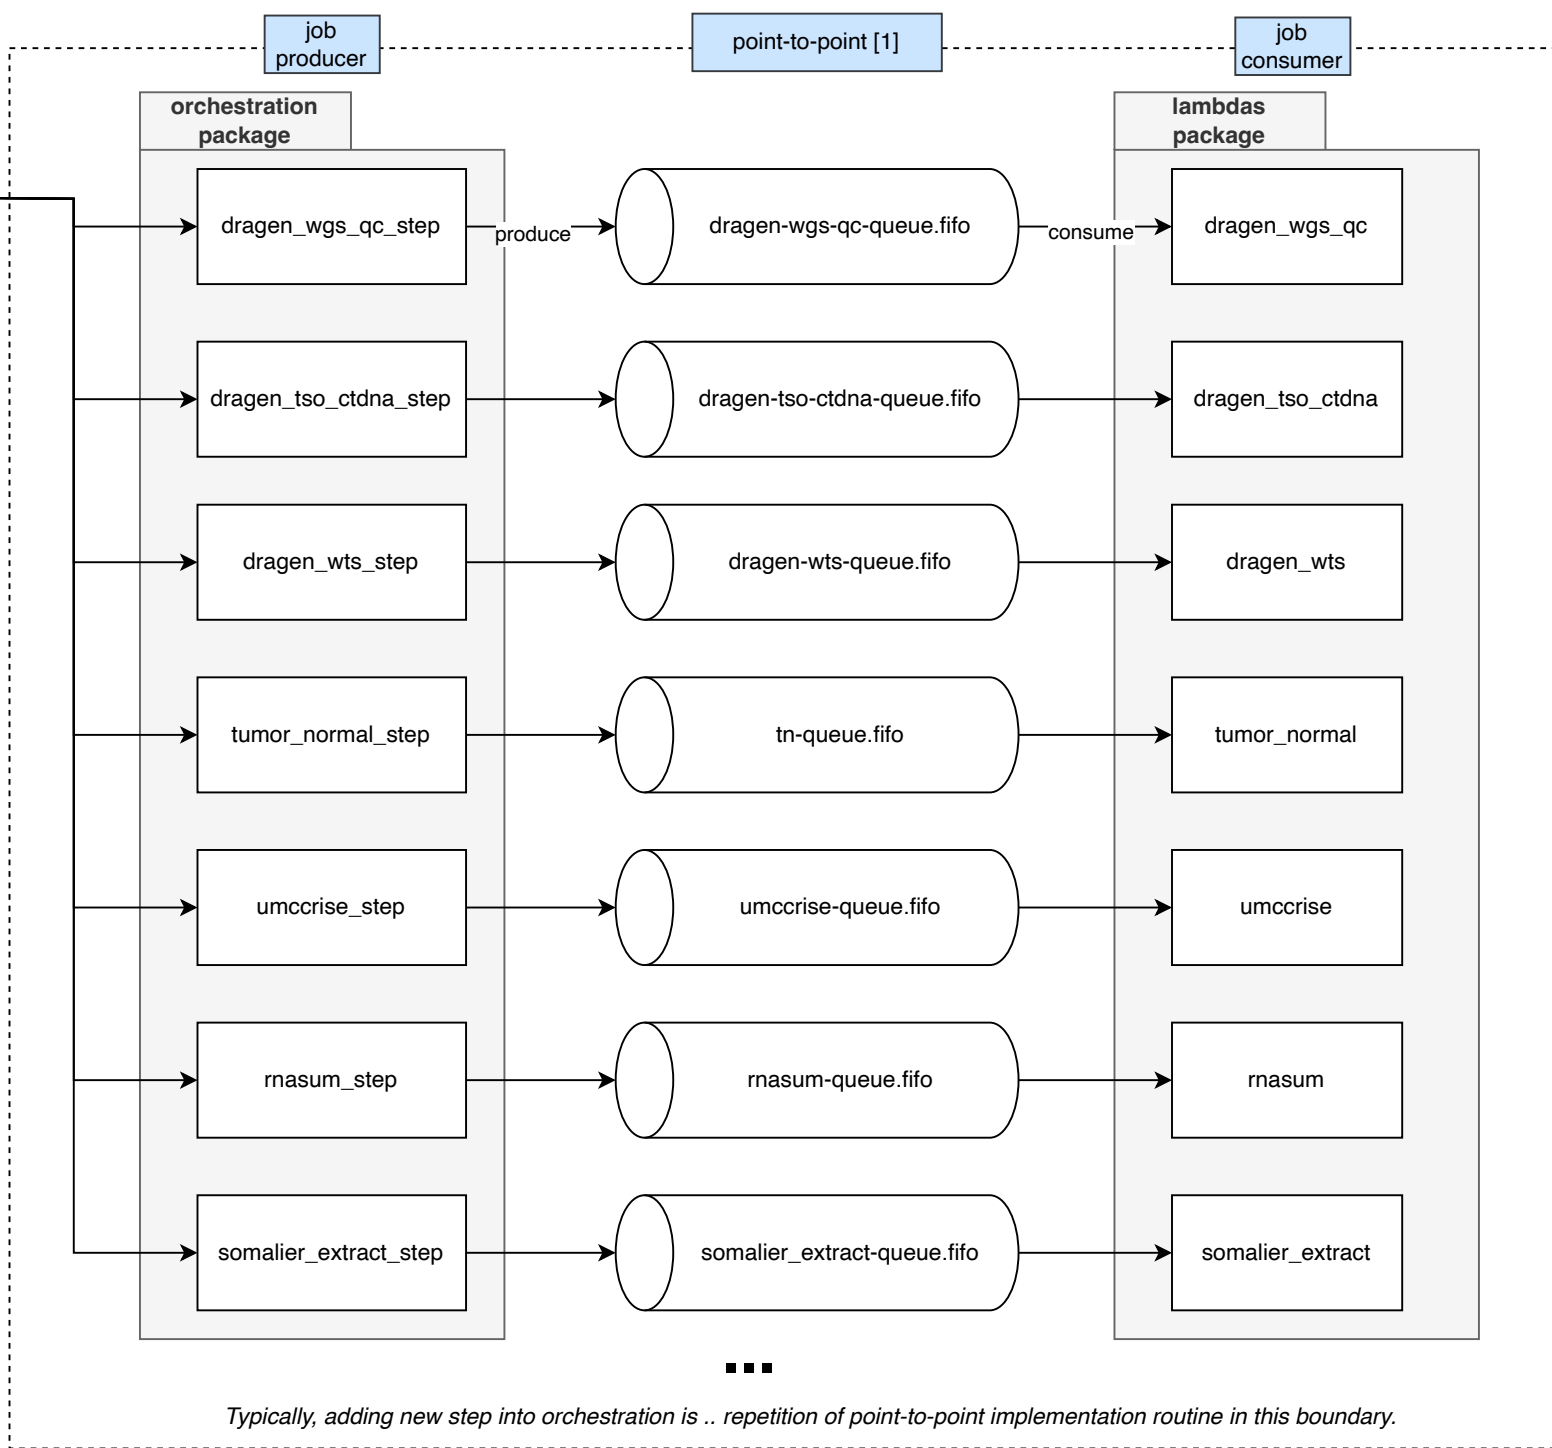 job
producer
point-to-point [1]
job
consumer
orchestration
package
lambdas
package
dragen_wgs_qc_step
produce
dragen-wgs-qc-queue.fifo
consume
dragen_wgs_qc
dragen_tso_ctdna_step
dragen-tso-ctdna-queue.fifo
dragen_tso_ctdna
dragen_wts_step
dragen-wts-queue.fifo
dragen_wts
tumor_normal_step
tn-queue.fifo
tumor_normal
umccrise_step
umccrise-queue.fifo
umccrise
rnasum_step
rnasum-queue.fifo
rnasum
somalier_extract_step
somalier_extract-queue.fifo
somalier_extract
...
Typically, adding new step into orchestration is .. repetition of point-to-point implementation routine in this boundary.